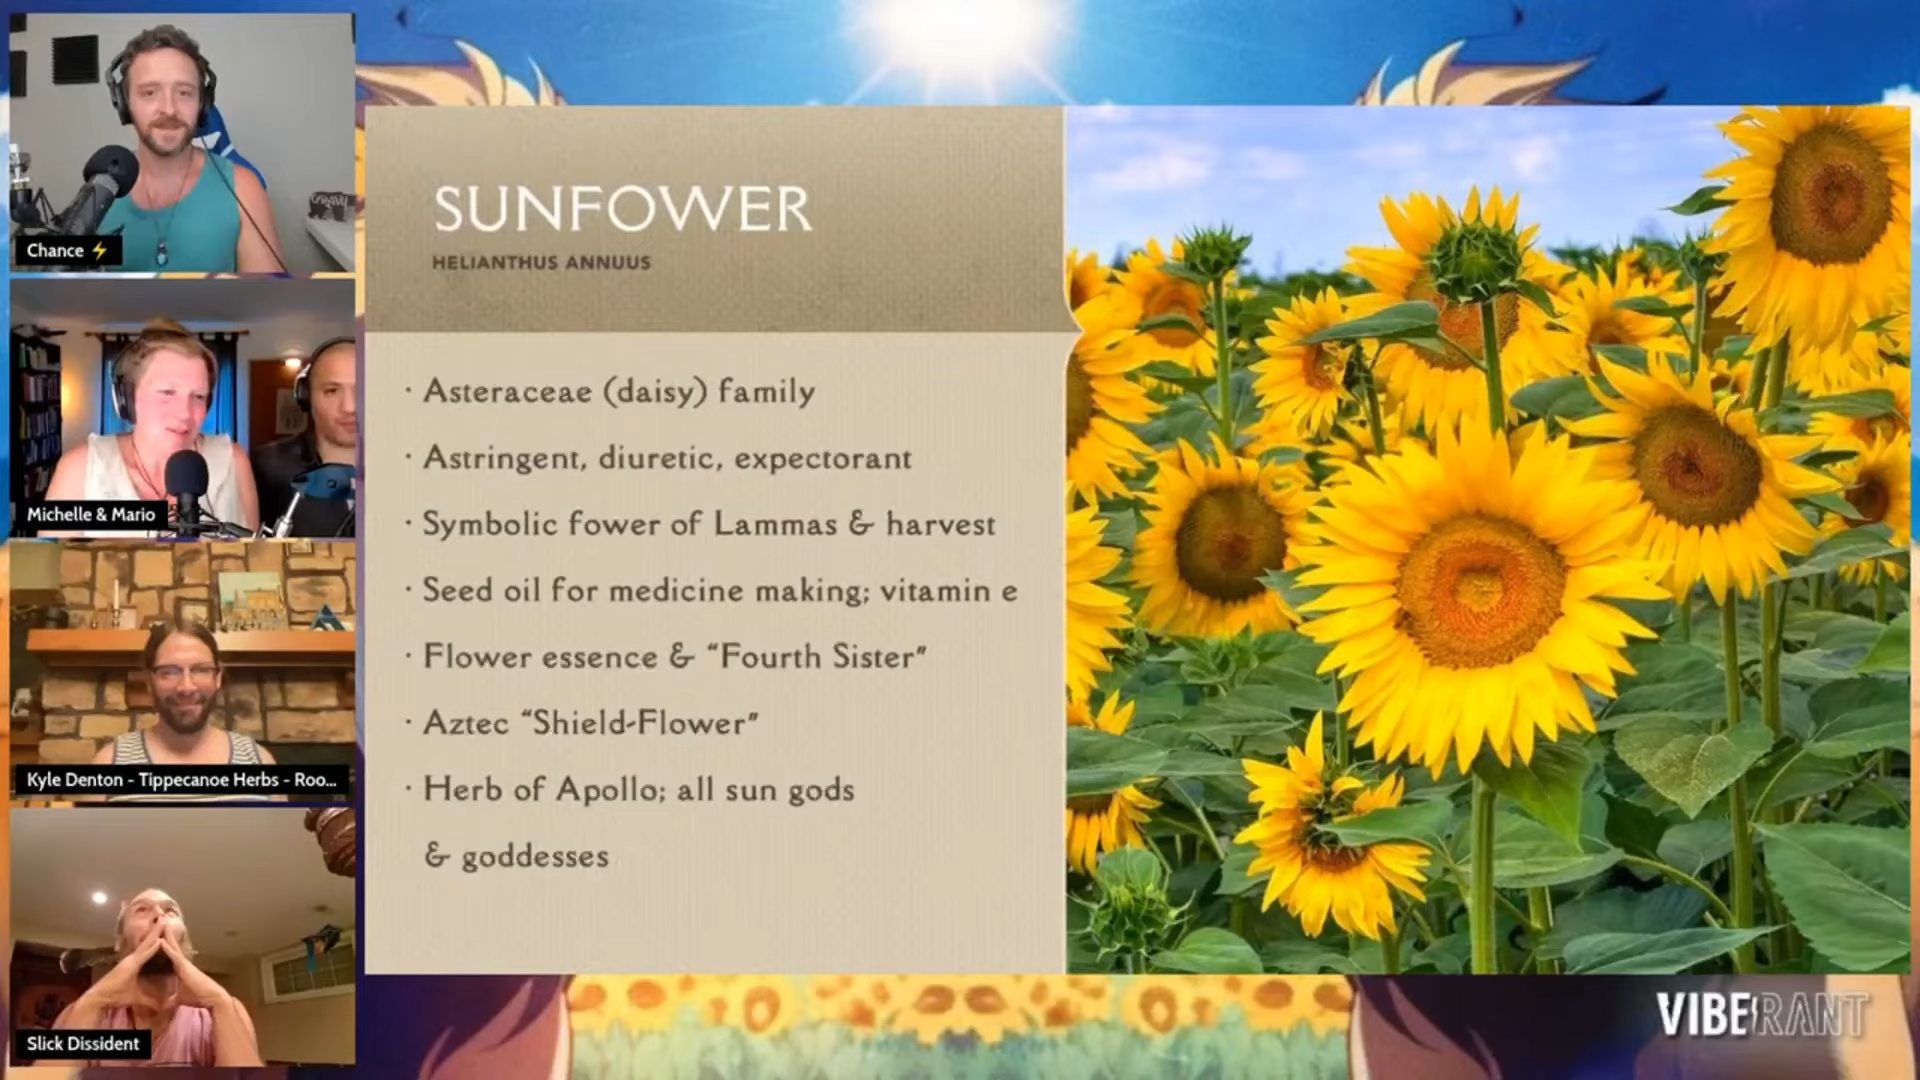 Chance ⚡
Michelle & Mario
Kyle Denton - Tippecanoe Herbs - Roo...
Slick Dissident
SUNFOWER
HELIANTHUS ANNUUS
· Asteraceae (daisy) family
· Astringent, diuretic, expectorant
· Symbolic fower of Lammas & harvest
· Seed oil for medicine making; vitamin e
· Flower essence & “Fourth Sister”
· Aztec “Shield-Flower”
· Herb of Apollo; all sun gods
& goddesses
VIBERANT